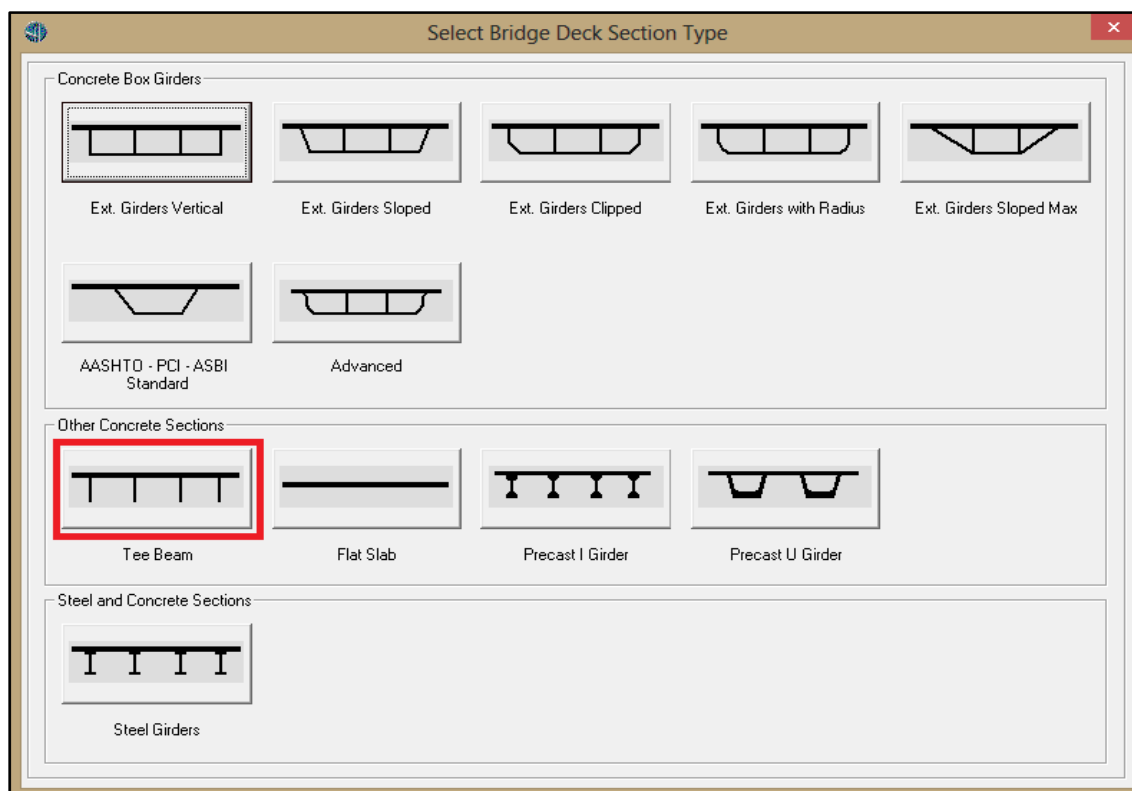 Select Bridge Deck Section Type
Concrete Box Girders
Ext. Girders Vertical
Ext. Girders Sloped
Ext. Girders Clipped
Ext. Girders with Radius
Ext. Girders Sloped Max
AASHTO - PCI - ASBI
Standard
Advanced
Other Concrete Sections
Tee Beam
Flat Slab
Precast I Girder
Precast U Girder
Steel and Concrete Sections
Steel Girders